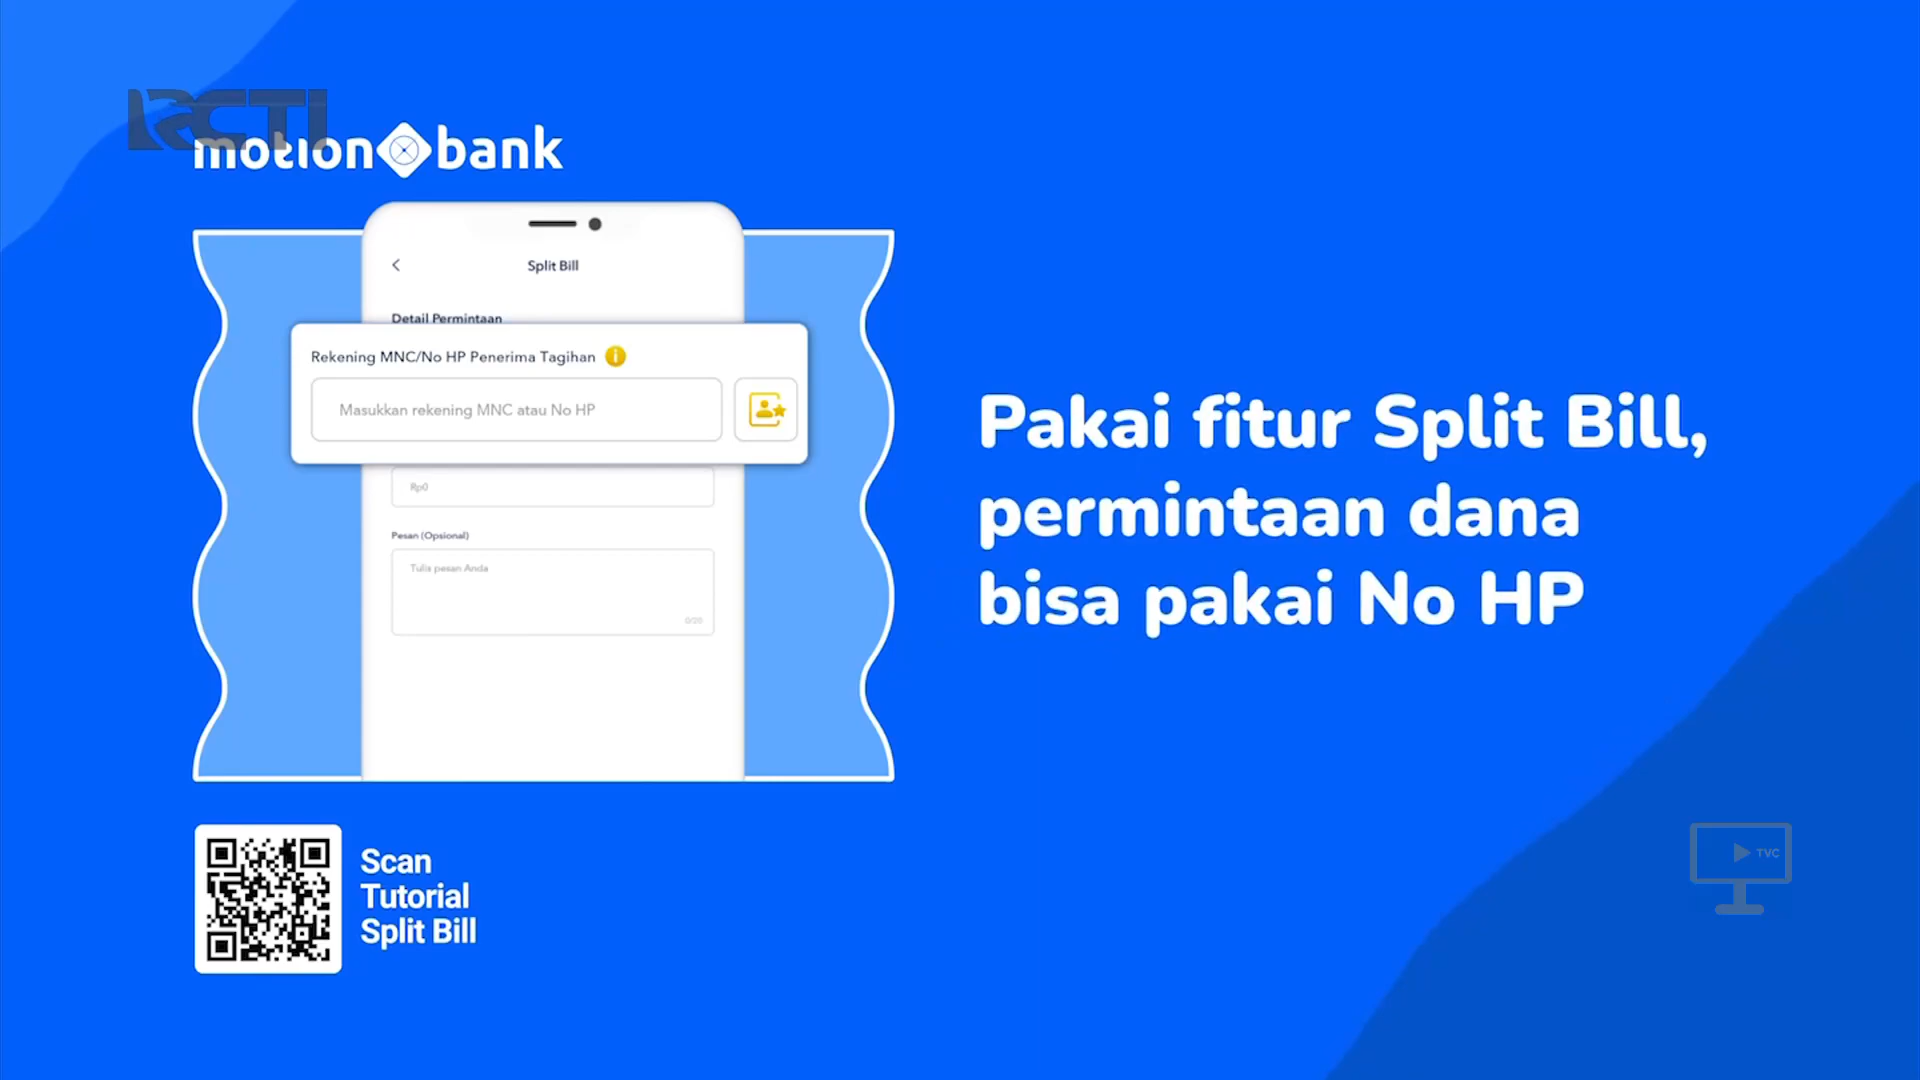 RCTI
motion bank
Split Bill
Detail Permintaan
Rekening MNC/No HP Penerima Tagihan
Masukkan rekening MNC atau No HP
Rp0
Pesan (Opsional)
Tulis pesan Anda
0/20
Pakai fitur Split Bill,
permintaan dana
bisa pakai No HP
Scan
Tutorial
Split Bill
TVC